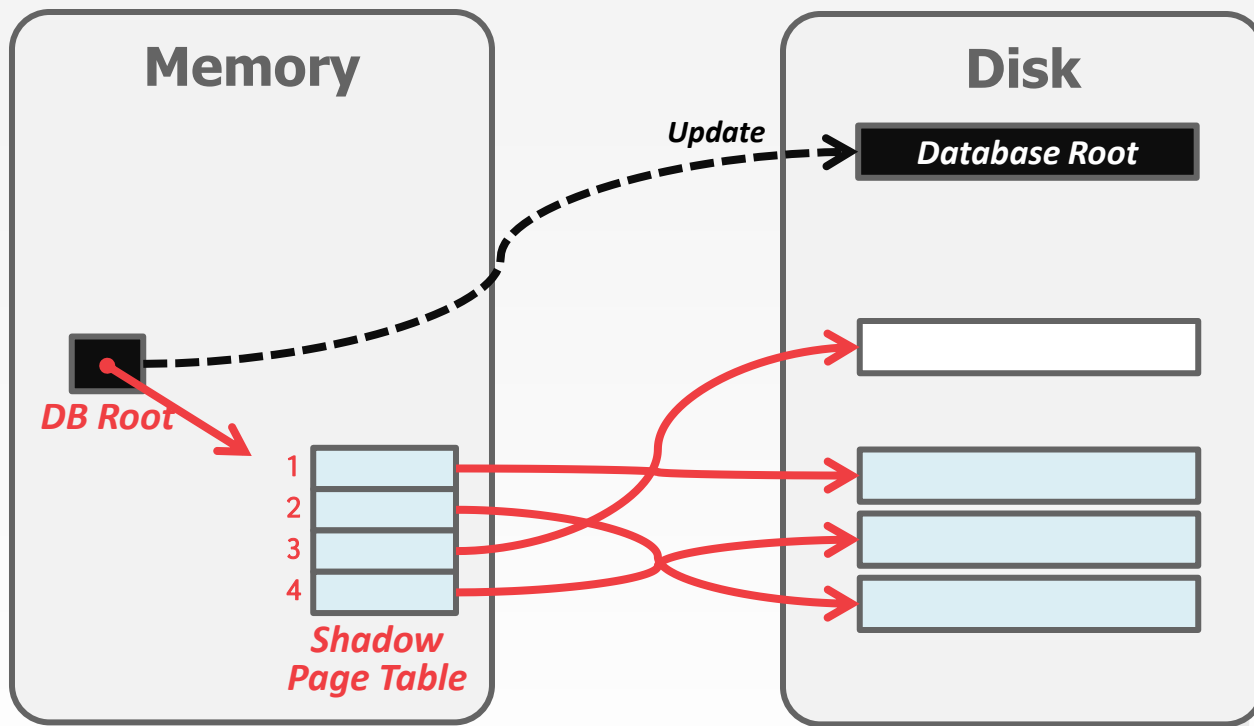 Memory
Disk
Update
Database Root
DB Root
1
2
3
4
Shadow
Page Table